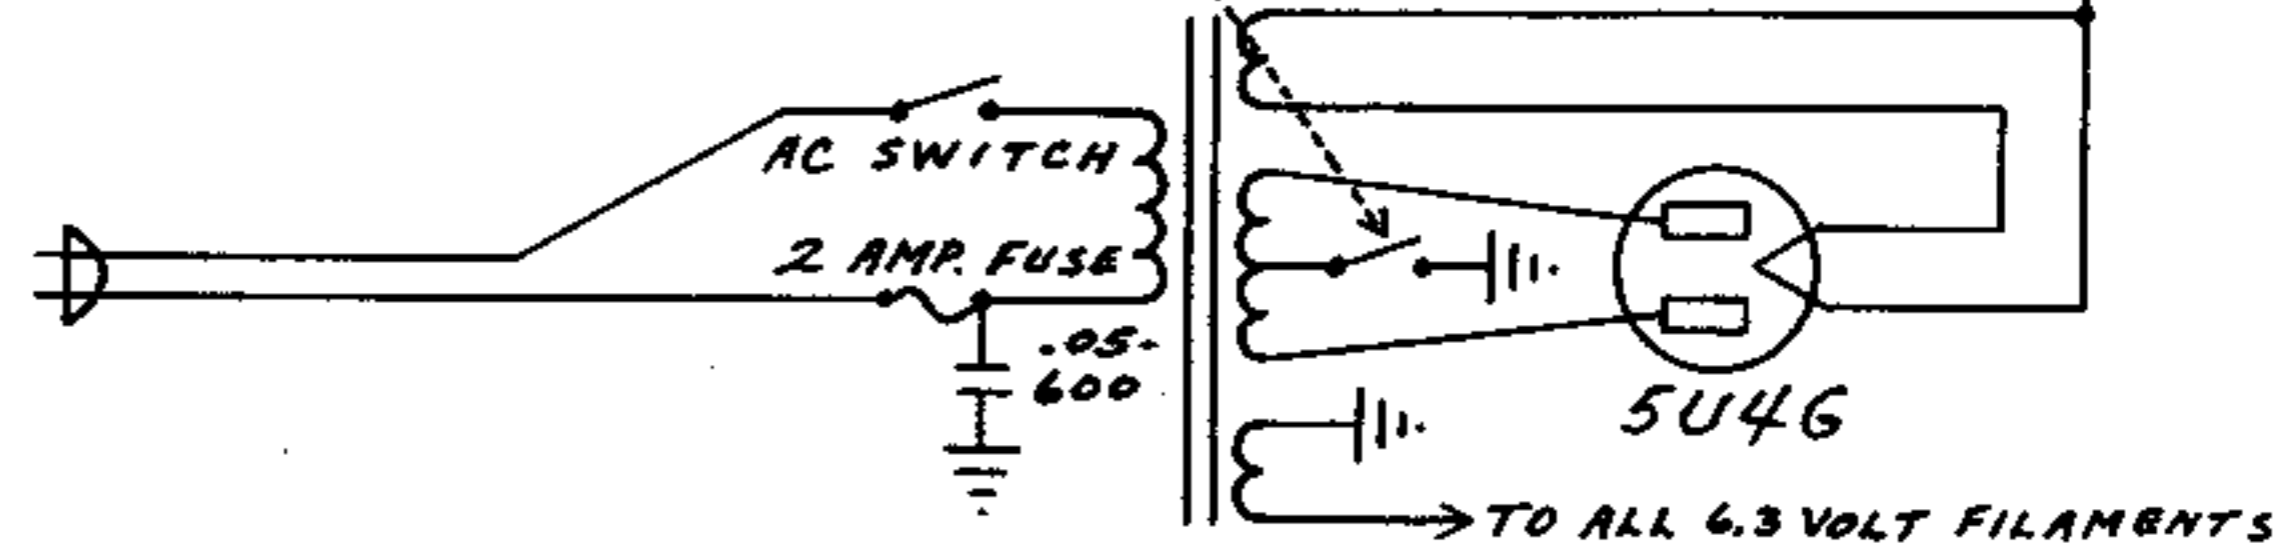 AC SWITCH
2 AMP. FUSE
.05-
600
5U4G
TO ALL 6.3 VOLT FILAMENTS